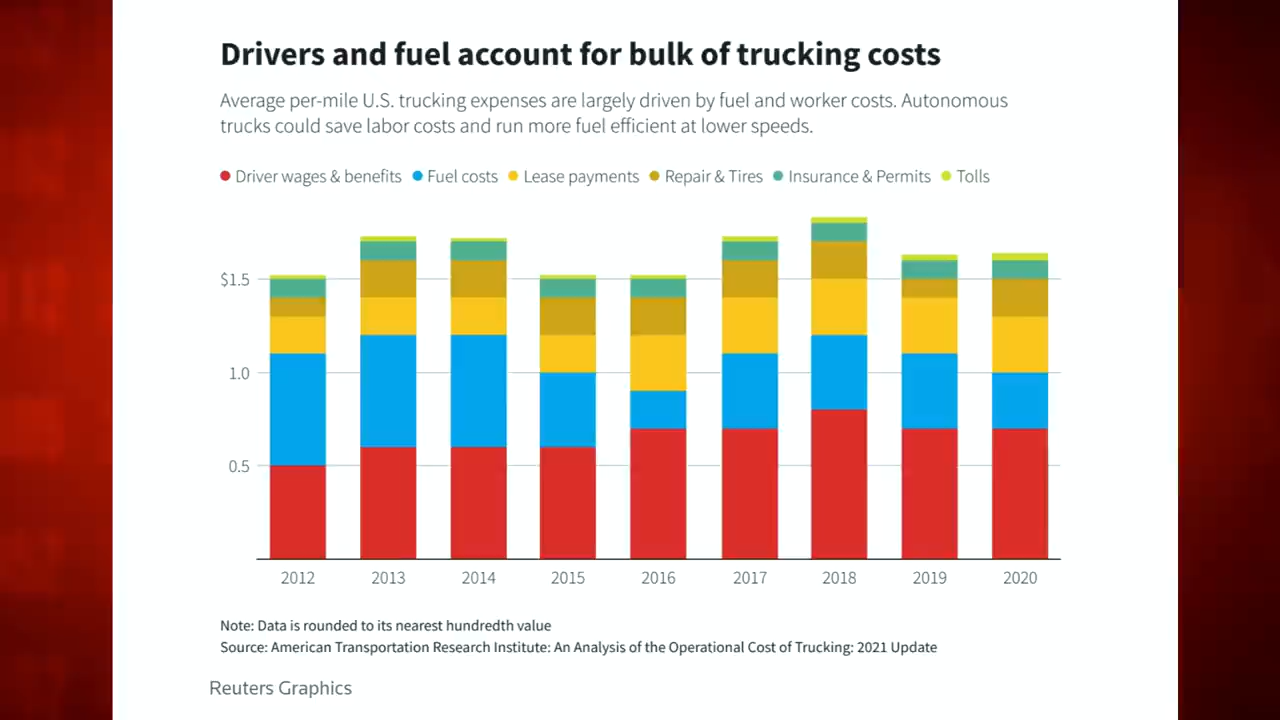 Drivers and fuel account for bulk of trucking costs
Average per-mile U.S. trucking expenses are largely driven by fuel and worker costs. Autonomous
trucks could save labor costs and run more fuel efficient at lower speeds.
Driver wages & benefits Fuel costs Lease payments Repair & Tires Insurance & Permits Tolls
$1.5
1.0
0.5
2012 2013 2014 2015 2016 2017 2018 2019 2020
Note: Data is rounded to its nearest hundredth value
Source: American Transportation Research Institute: An Analysis of the Operational Cost of Trucking: 2021 Update
Reuters Graphics